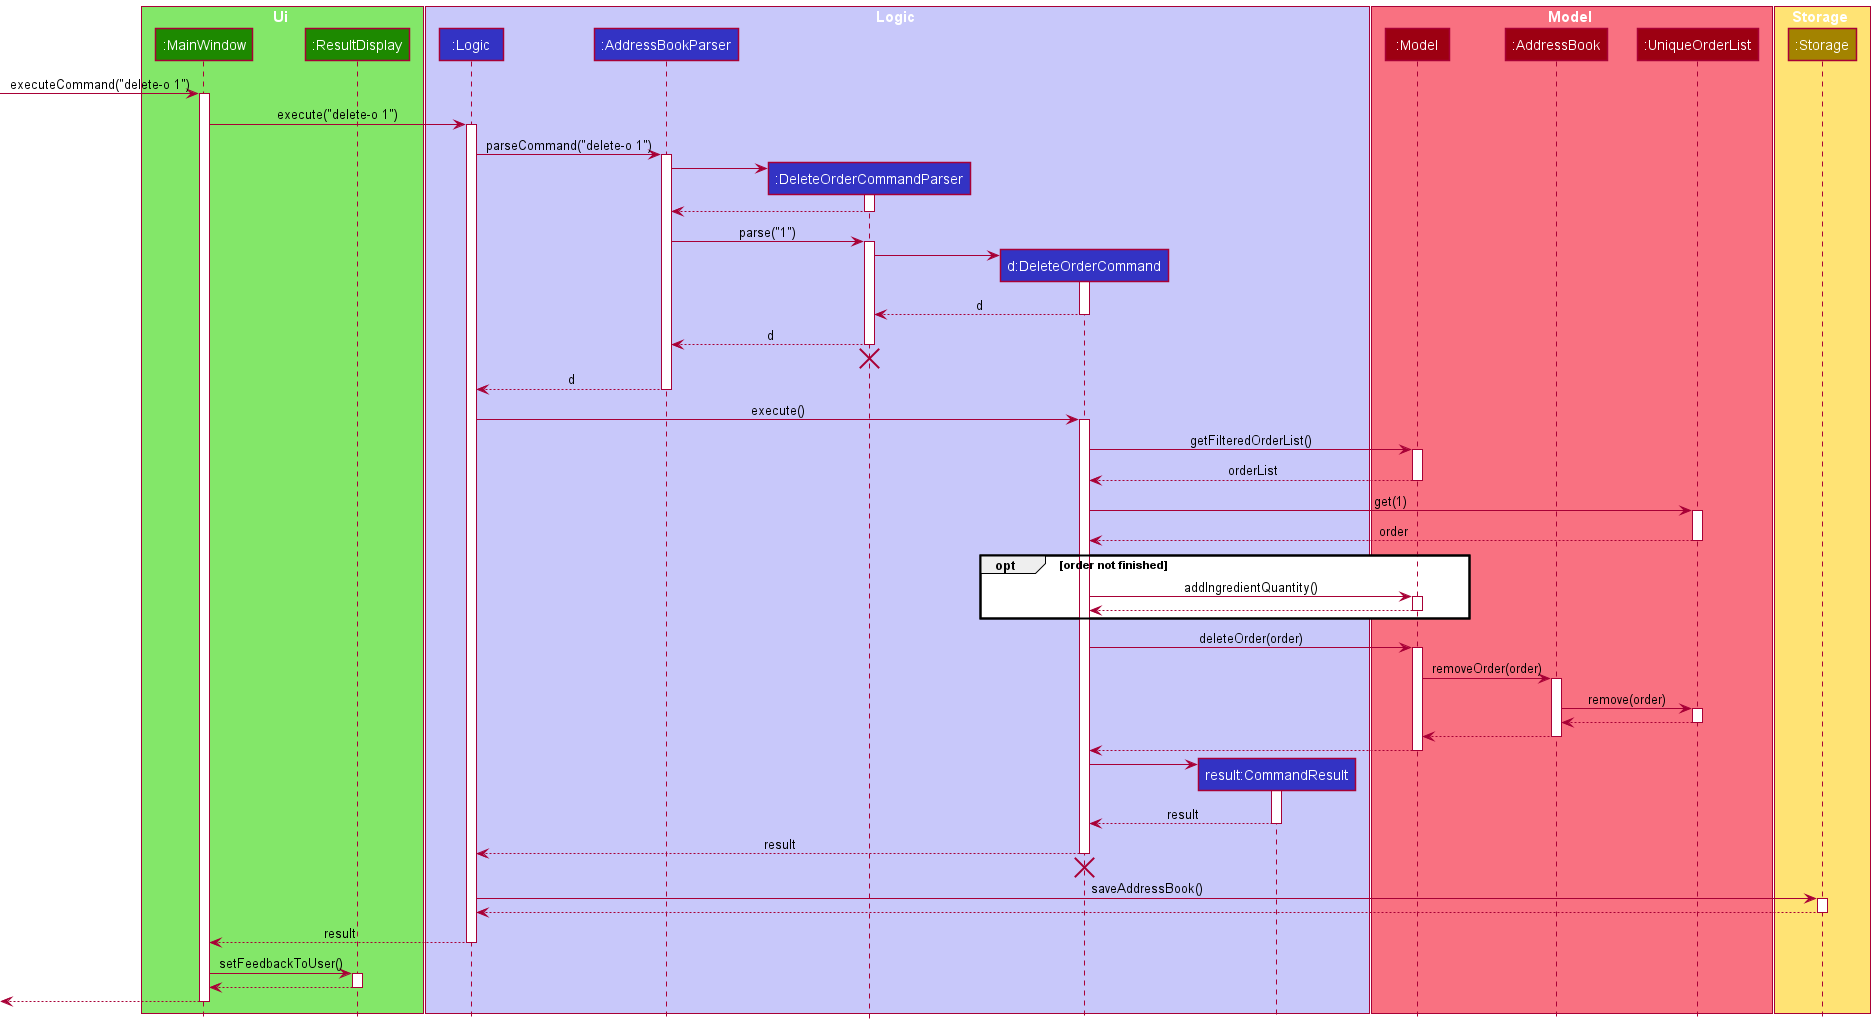 Ui
Logic
Model
Storage
:MainWindow
:ResultDisplay
:Logic
:AddressBookParser
:Model
:AddressBook
:UniqueOrderList
:Storage
executeCommand("delete-o 1")
execute("delete-o 1")
parseCommand("delete-o 1")
:DeleteOrderCommandParser
parse("1")
d:DeleteOrderCommand
d
d
d
execute()
getFilteredOrderList()
orderList
get(1)
order
opt
[order not finished]
addIngredientQuantity()
deleteOrder(order)
removeOrder(order)
remove(order)
result:CommandResult
result
result
saveAddressBook()
result
setFeedbackToUser()